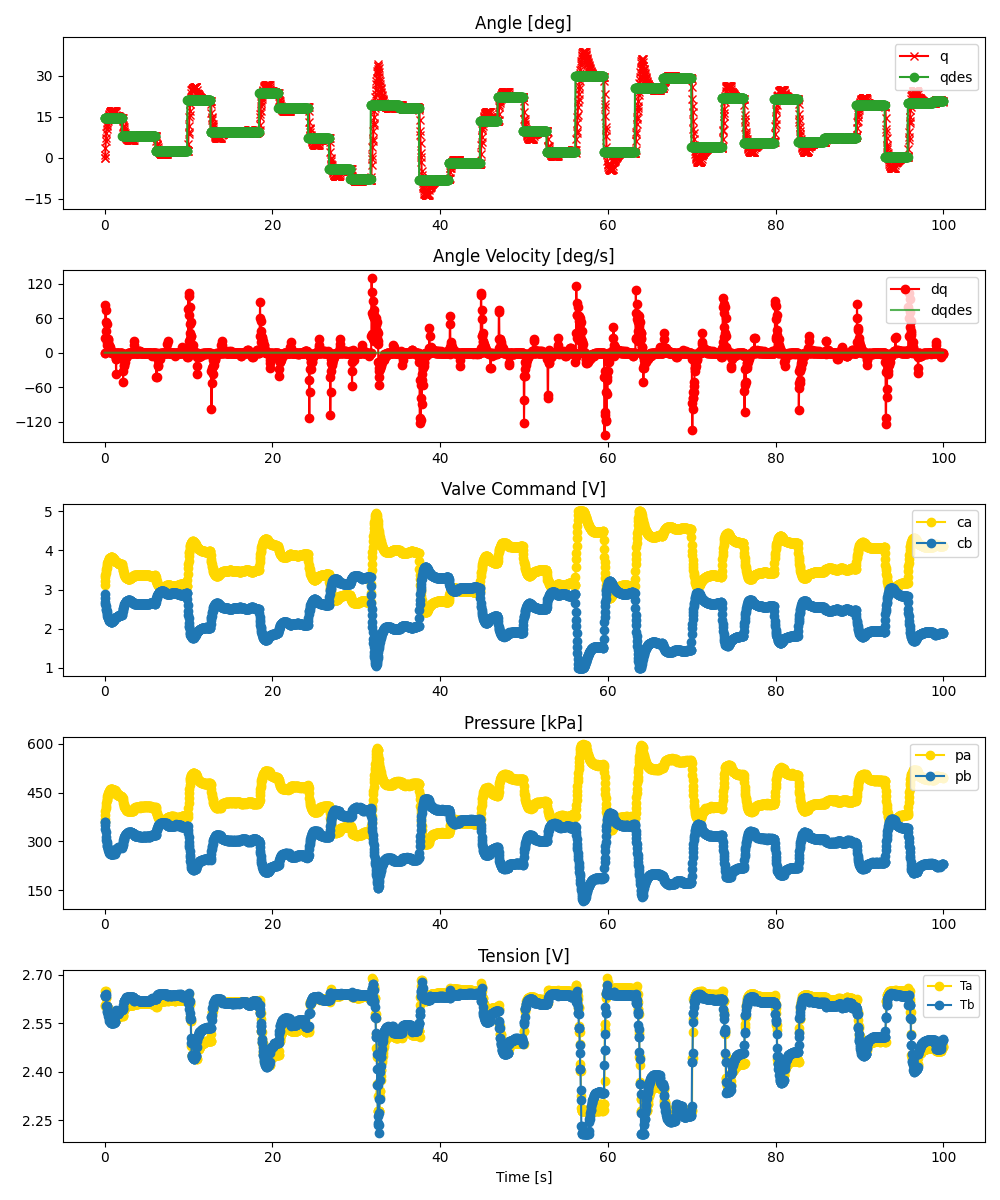 Angle [deg]
30
15
0
−15
q
qdes
0 20 40 60 80 100
Angle Velocity [deg/s]
120
60
0
−60
−120
dq
dqdes
0 20 40 60 80 100
Valve Command [V]
5
4
3
2
1
ca
cb
0 20 40 60 80 100
Pressure [kPa]
600
450
300
150
pa
pb
0 20 40 60 80 100
Tension [V]
2.70
2.55
2.40
2.25
Ta
Tb
0 20 40 60 80 100
Time [s]